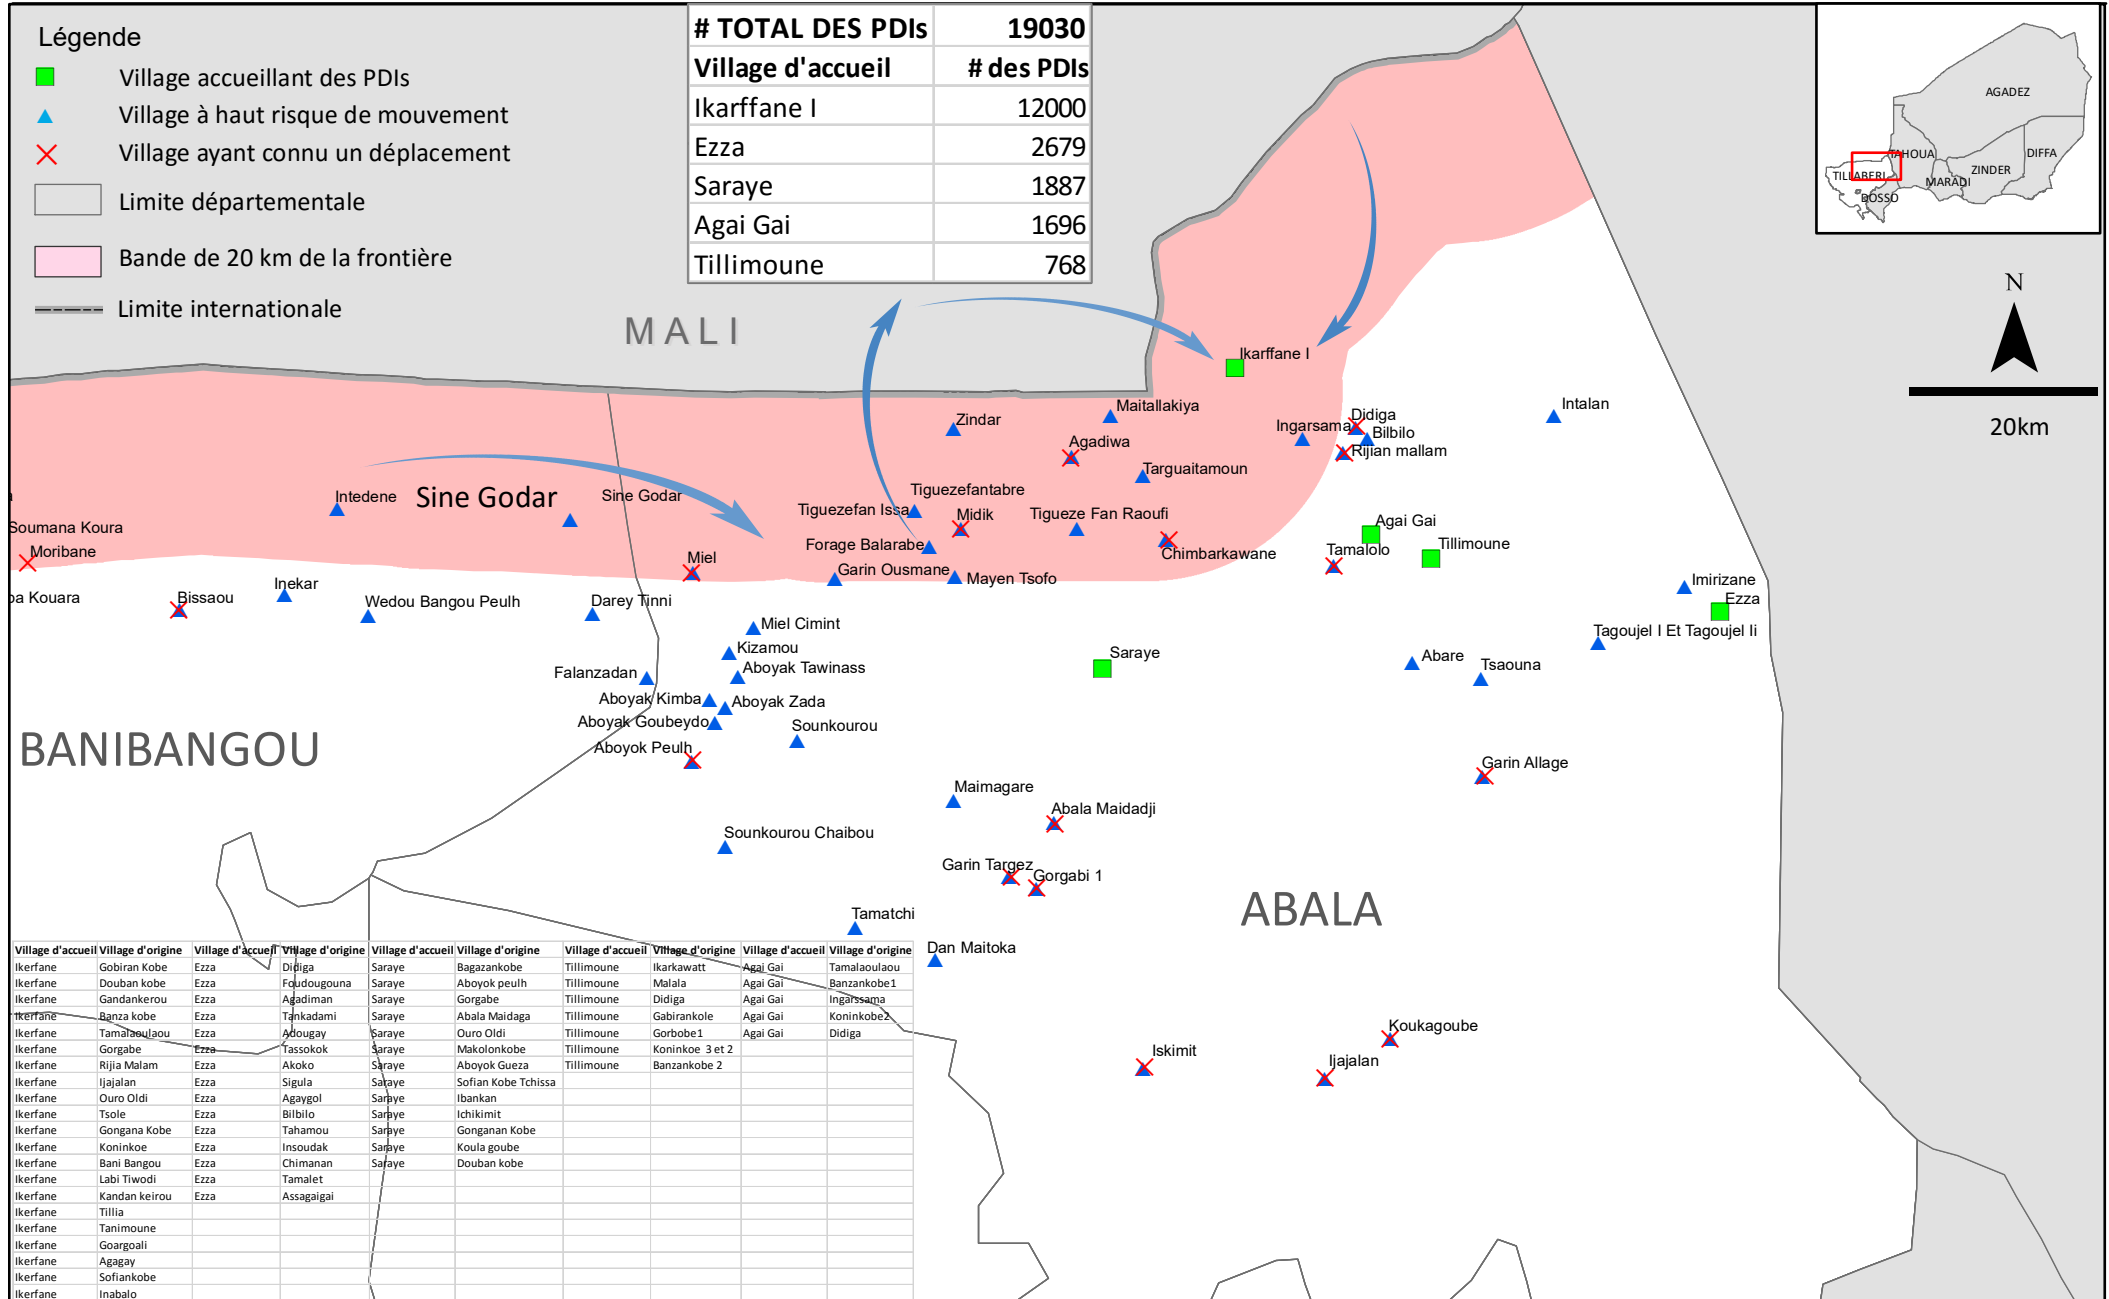 Légende
Village accueillant des PDIs
Village à haut risque de mouvement
Village ayant connu un déplacement
Limite départementale
Bande de 20 km de la frontière
Limite internationale
# TOTAL DES PDIs 19030
Village d'accueil # des PDIs
Ikarffane I 12000
Ezza 2679
Saraye 1887
Agai Gai 1696
Tillimoune 768
AGADEZ
TAHOUA
DIFFA
ZINDER
TILLABERI
MARADI
DOSSO
N
20km
MALI
Ikarffane I
Maitallakiya
Zindar
Intalan
Didiga
Ingarsama
Bilbilo
Agadiwa
Rijian mallam
Targuaitamoun
Intedene
Sine Godar
Sine Godar
Tiguezefantabre
Tiguezefan Issa
Midik
Tigueze Fan Raoufi
Agai Gai
Soumana Koura
Moribane
Forage Balarabe
Chimbarkawane
Tamalolo
Tillimoune
Miel
Garin Ousmane
Mayen Tsofo
Imirizane
Inekar
Ezza
oa Kouara
Bissaou
Wedou Bangou Peulh
Darey Tinni
Miel Cimint
Tagoujel I Et Tagoujel Ii
Kizamou
Saraye
Abare
Tsaouna
Falanzadan
Aboyak Tawinass
Aboyak Kimba
Aboyak Zada
Aboyak Goubeydo
Sounkourou
BANIBANGOU
Aboyok Peulh
Garin Allage
Maimagare
Abala Maidadji
Sounkourou Chaibou
Garin Targez
Gorgabi 1
ABALA
Tamatchi
Dan Maitoka
Koukagoube
Iskimit
Ijajalan
Village d'accueil Village d'origine Village d'accueil Village d'origine Village d'accueil Village d'origine Village d'accueil Village d'origine Village d'accueil Village d'origine
Ikerfane Gobiran Kobe Ezza Didiga Saraye Bagazankobe Tillimoune Ikarkawatt Agai Gai Tamalaoulaou
Ikerfane Douban kobe Ezza Foudougouna Saraye Aboyok peulh Tillimoune Malala Agai Gai Banzankobe1
Ikerfane Gandankerou Ezza Agadiman Saraye Gorgabe Tillimoune Didiga Agai Gai Ingarssama
Ikerfane Banza kobe Ezza Tankadami Saraye Abala Maidaga Tillimoune Gabirankole Agai Gai Koninkobe2
Ikerfane Tamalaoulaou Ezza Adougay Saraye Ouro Oldi Tillimoune Gorbobe1 Agai Gai Didiga
Ikerfane Gorgabe Ezza Tassokok Saraye Makolonkobe Tillimoune Koninkoe 3 et 2
Ikerfane Rijia Malam Ezza Akoko Saraye Aboyok Gueza Tillimoune Banzankobe 2
Ikerfane Ijajalan Ezza Sigula Saraye Sofian Kobe Tchissa
Ikerfane Ouro Oldi Ezza Agaygol Saraye Ibankan
Ikerfane Tsole Ezza Bilbilo Saraye Ichikimit
Ikerfane Gongana Kobe Ezza Tahamou Saraye Gonganan Kobe
Ikerfane Koninkoe Ezza Insoudak Saraye Koula goube
Ikerfane Bani Bangou Ezza Chimanan Saraye Douban kobe
Ikerfane Labi Tiwodi Ezza Tamalet
Ikerfane Kandan keirou Ezza Assagaigai
Ikerfane Tillia
Ikerfane Tanimoune
Ikerfane Goargoali
Ikerfane Agagay
Ikerfane Sofiankobe
Ikerfane Inabalo